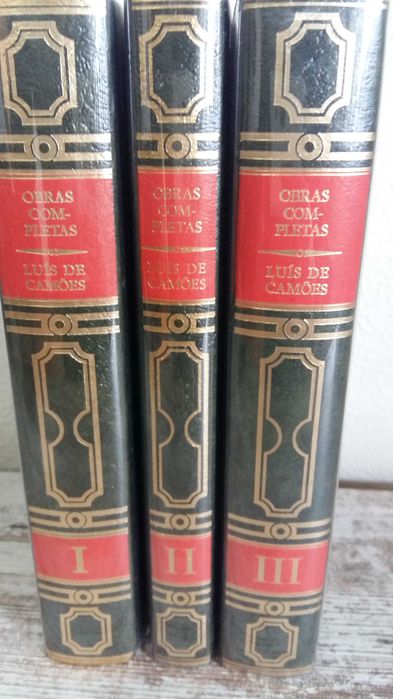 OBRAS
COM-
PLETAS
LUÍS DE
CAMÕES
I
OBRAS
COM-
PLETAS
LUÍS DE
CAMÕES
II
OBRAS
COM-
PLETAS
LUÍS DE
CAMÕES
III